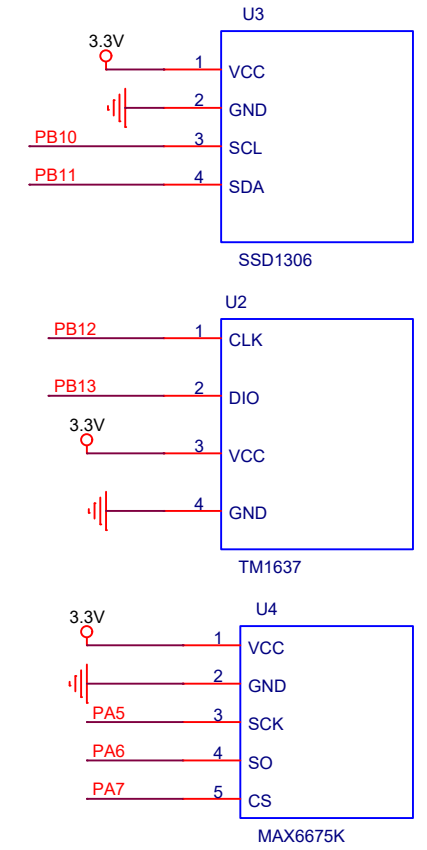 U3
3.3V
1 VCC
2 GND
PB10 3 SCL
PB11 4 SDA
SSD1306
U2
PB12 1 CLK
PB13 2 DIO
3.3V
3 VCC
4 GND
TM1637
U4
3.3V
1 VCC
2 GND
PA5 3 SCK
PA6 4 SO
PA7 5 CS
MAX6675K